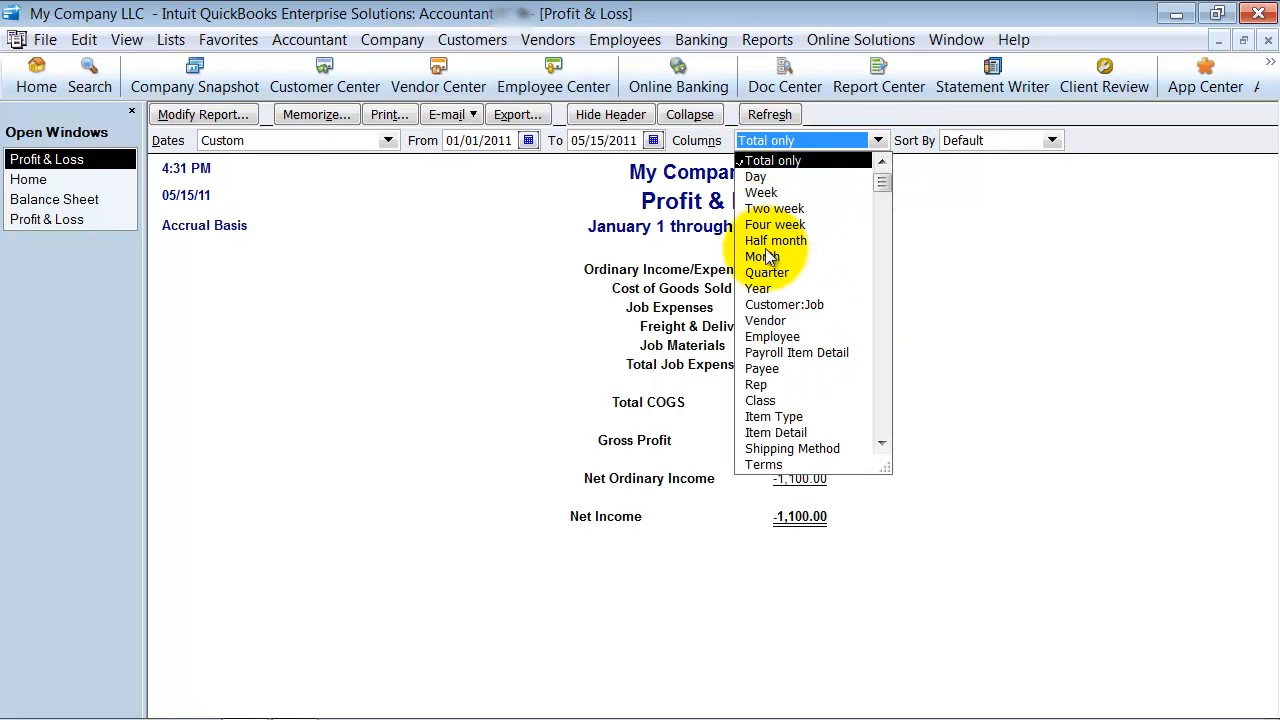 My Company LLC - Intuit QuickBooks Enterprise Solutions: Accountant - [Profit & Loss]
File Edit View Lists Favorites Accountant Company Customers Vendors Employees Banking Reports Online Solutions Window Help
Home Search Company Snapshot Customer Center Vendor Center Employee Center Online Banking Doc Center Report Center Statement Writer Client Review App Center
Open Windows
Profit & Loss
Home
Balance Sheet
Profit & Loss
Modify Report... Memorize... Print... E-mail Export... Hide Header Collapse Refresh
Dates Custom From 01/01/2011 To 05/15/2011 Columns Total only Sort By Default
4:31 PM
05/15/11
Accrual Basis
My Compar
Profit &
January 1 through
Ordinary Income/Expen
Cost of Goods Sold
Job Expenses
Freight & Deliv
Job Materials
Total Job Expens
Total COGS
Gross Profit
Net Ordinary Income -1,100.00
Net Income -1,100.00
Total only
Day
Week
Two week
Four week
Half month
Month
Quarter
Year
Customer:Job
Vendor
Employee
Payroll Item Detail
Payee
Rep
Class
Item Type
Item Detail
Shipping Method
Terms